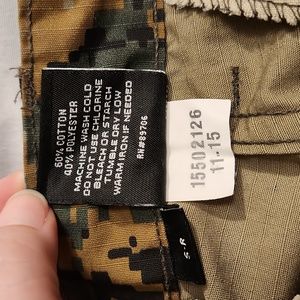 60% COTTON
40% POLYESTER
MACHINE WASH COLD
DO NOT USE CHLORINE
BLEACH OR STARCH
TUMBLE DRY LOW
WARM IRON IF NEEDED
RN#89706
15502126
11-15
S-R